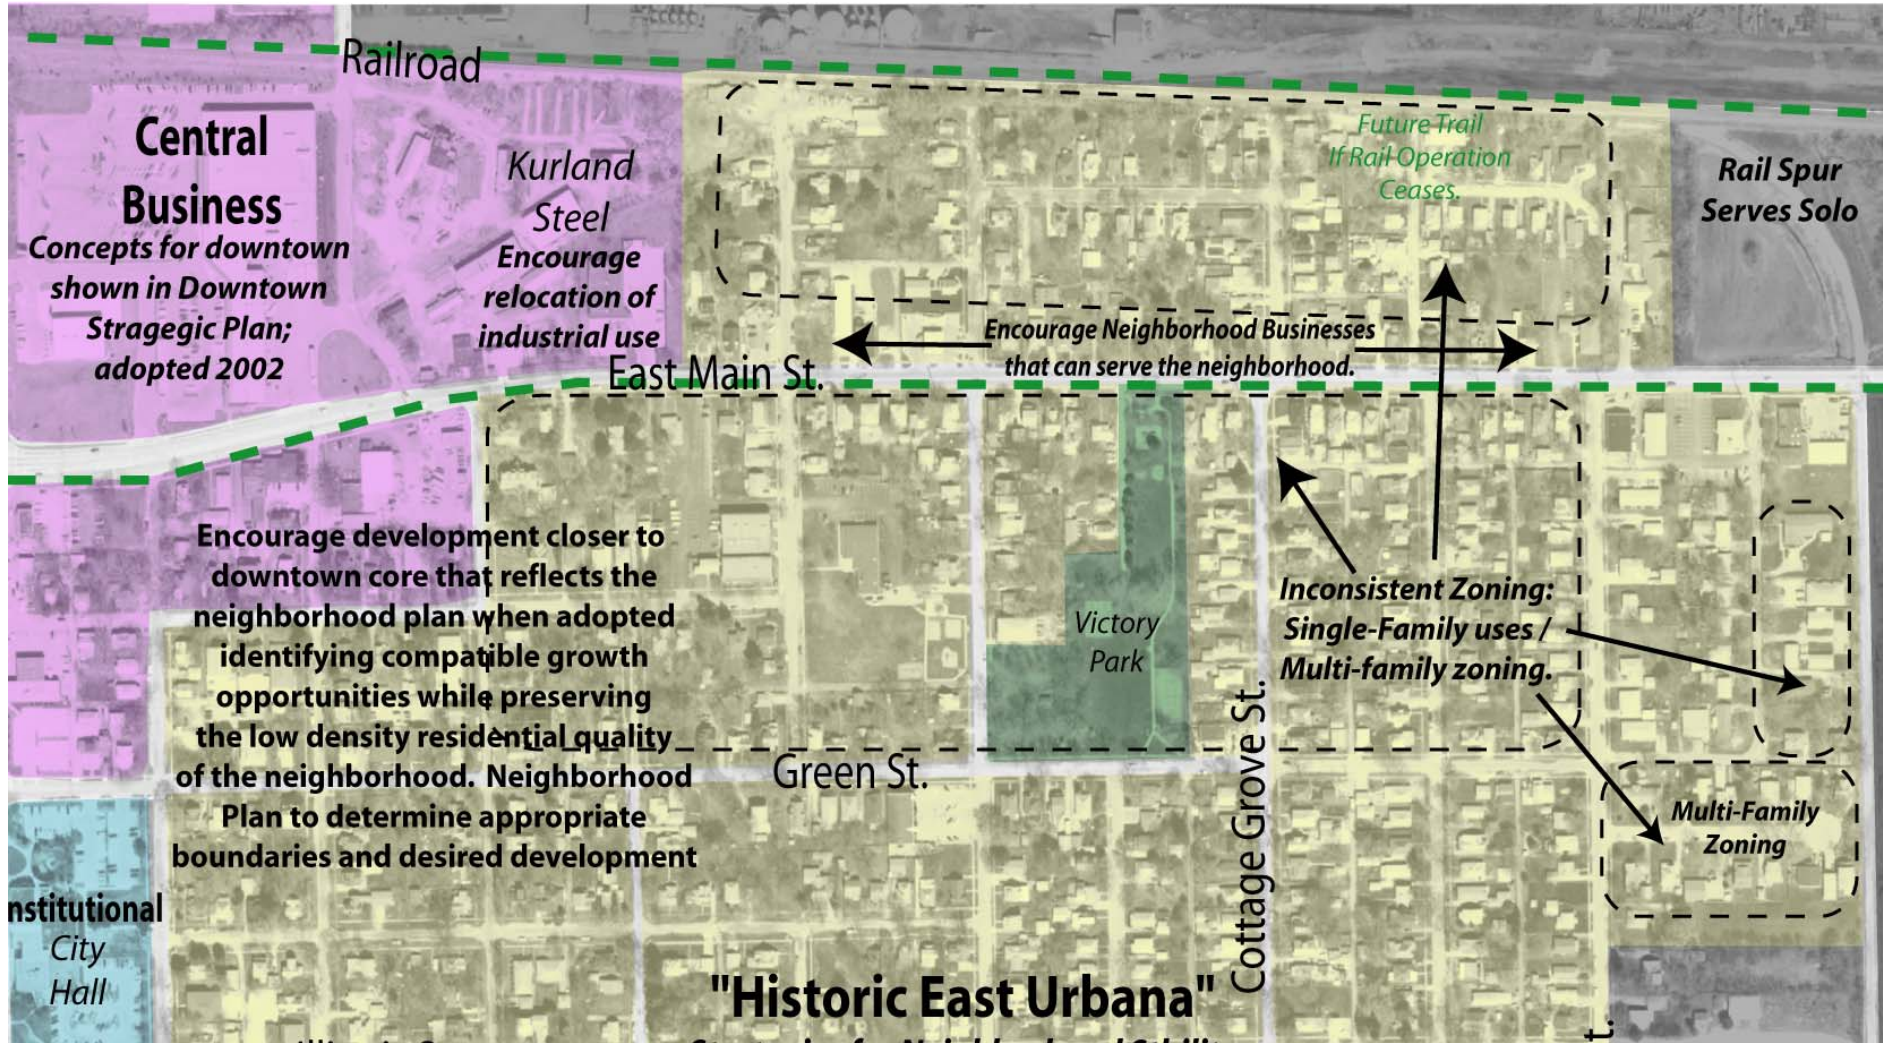 Railroad
Central
Business
Concepts for downtown
shown in Downtown
Stragegic Plan;
adopted 2002
Kurland
Steel
Encourage
relocation of
industrial use
Future Trail
If Rail Operation
Ceases.
Rail Spur
Serves Solo
Encourage Neighborhood Businesses
that can serve the neighborhood.
East Main St.
Encourage development closer to
downtown core that reflects the
neighborhood plan when adopted
identifying compatible growth
opportunities while preserving
the low density residential quality
of the neighborhood. Neighborhood
Plan to determine appropriate
boundaries and desired development
Victory
Park
Inconsistent Zoning:
Single-Family uses /
Multi-family zoning.
Green St.
Cottage Grove St.
Multi-Family
Zoning
nstitutional
City
Hall
"Historic East Urbana"
t.